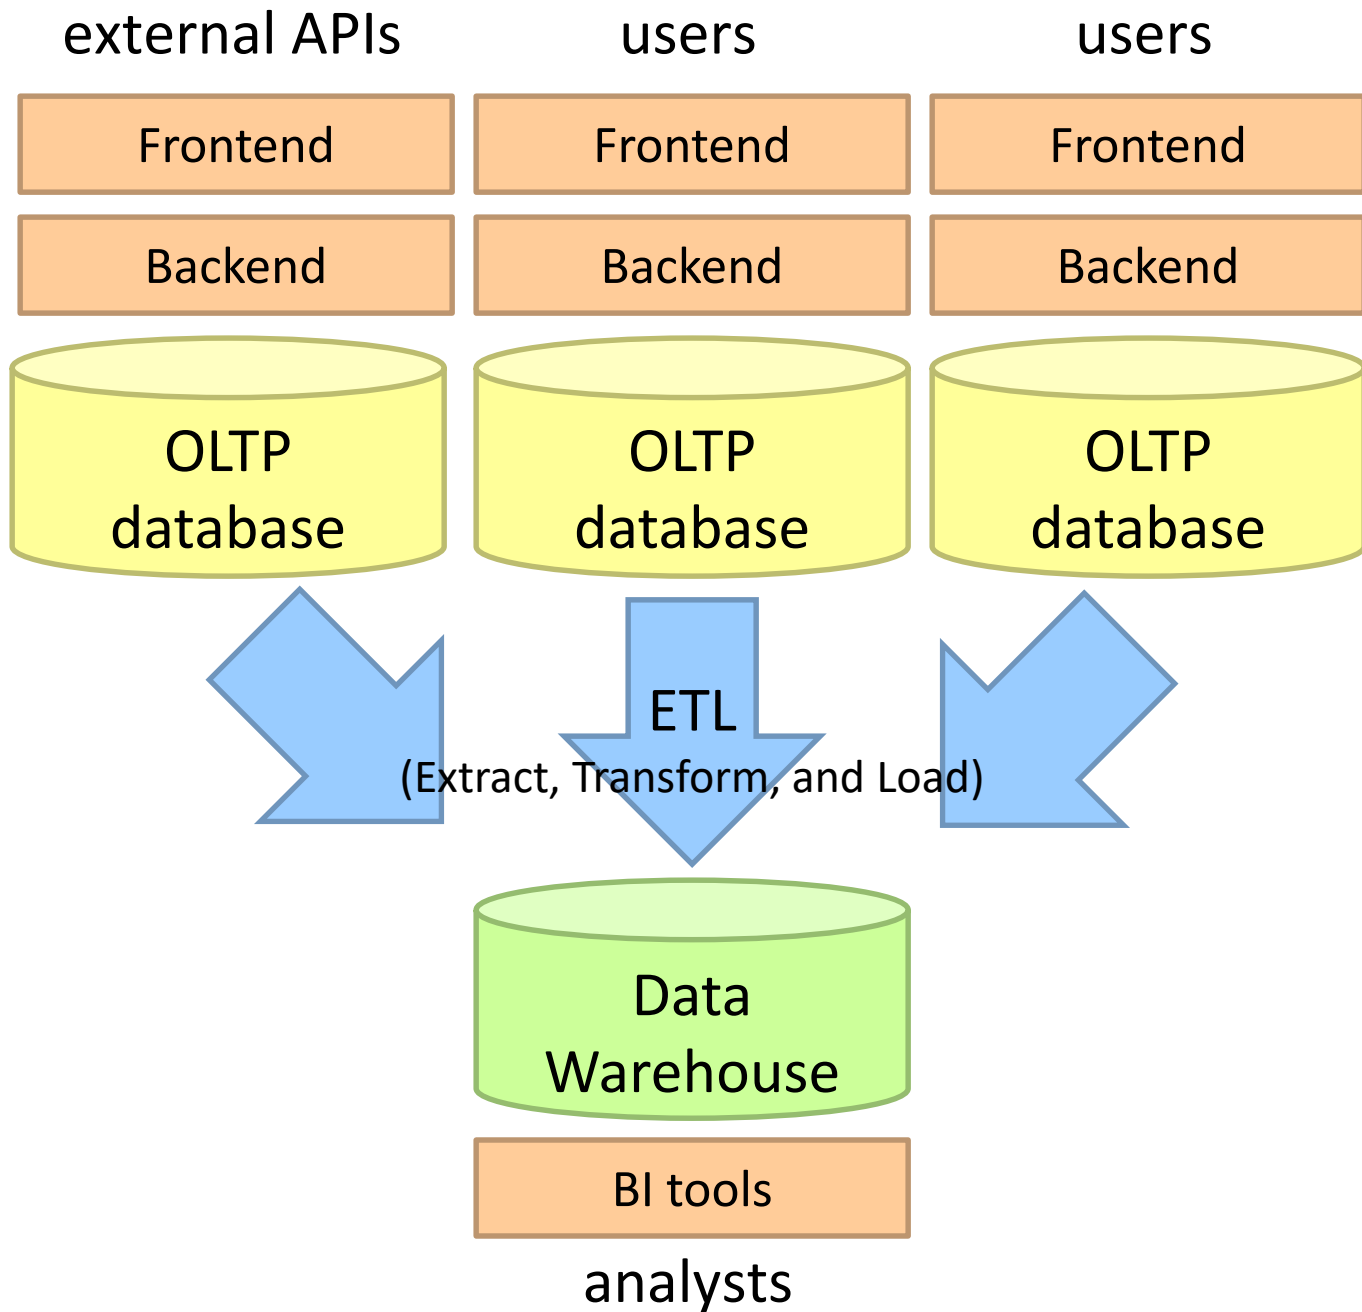 external APIs
users
users
Frontend
Frontend
Frontend
Backend
Backend
Backend
OLTP
database
OLTP
database
OLTP
database
ETL
(Extract, Transform, and Load)
Data
Warehouse
BI tools
analysts